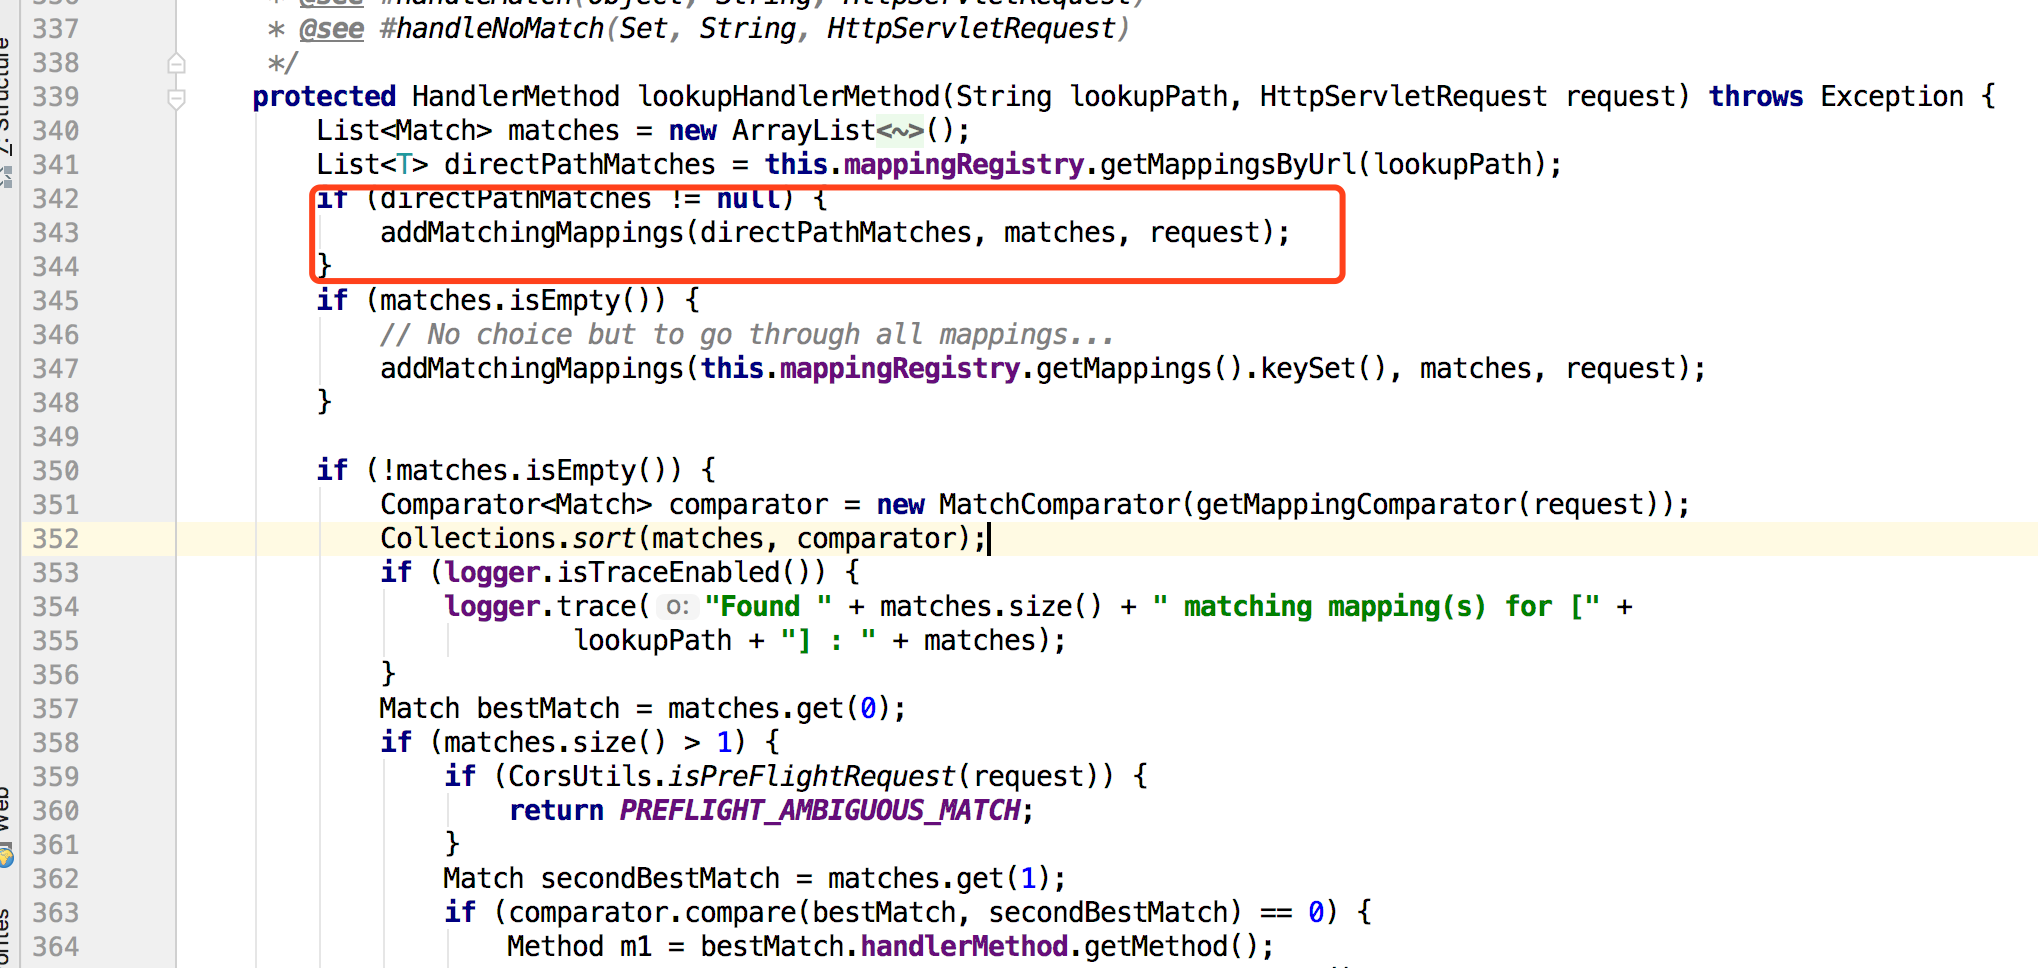 * @see #handleMatch(Object, String, HttpServletRequest)
337 * @see #handleNoMatch(Set, String, HttpServletRequest)
338 */
339 protected HandlerMethod lookupHandlerMethod(String lookupPath, HttpServletRequest request) throws Exception {
340 List<Match> matches = new ArrayList<~>();
341 List<T> directPathMatches = this.mappingRegistry.getMappingsByUrl(lookupPath);
342 if (directPathMatches != null) {
343 addMatchingMappings(directPathMatches, matches, request);
344 }
345 if (matches.isEmpty()) {
346 // No choice but to go through all mappings...
347 addMatchingMappings(this.mappingRegistry.getMappings().keySet(), matches, request);
348 }
349
350 if (!matches.isEmpty()) {
351 Comparator<Match> comparator = new MatchComparator(getMappingComparator(request));
352 Collections.sort(matches, comparator);
353 if (logger.isTraceEnabled()) {
354 logger.trace( o: "Found " + matches.size() + " matching mapping(s) for [" +
355 lookupPath + "] : " + matches);
356 }
357 Match bestMatch = matches.get(0);
358 if (matches.size() > 1) {
359 if (CorsUtils.isPreFlightRequest(request)) {
360 return PREFLIGHT_AMBIGUOUS_MATCH;
361 }
362 Match secondBestMatch = matches.get(1);
363 if (comparator.compare(bestMatch, secondBestMatch) == 0) {
364 Method m1 = bestMatch.handlerMethod.getMethod();
7: Structure
Web